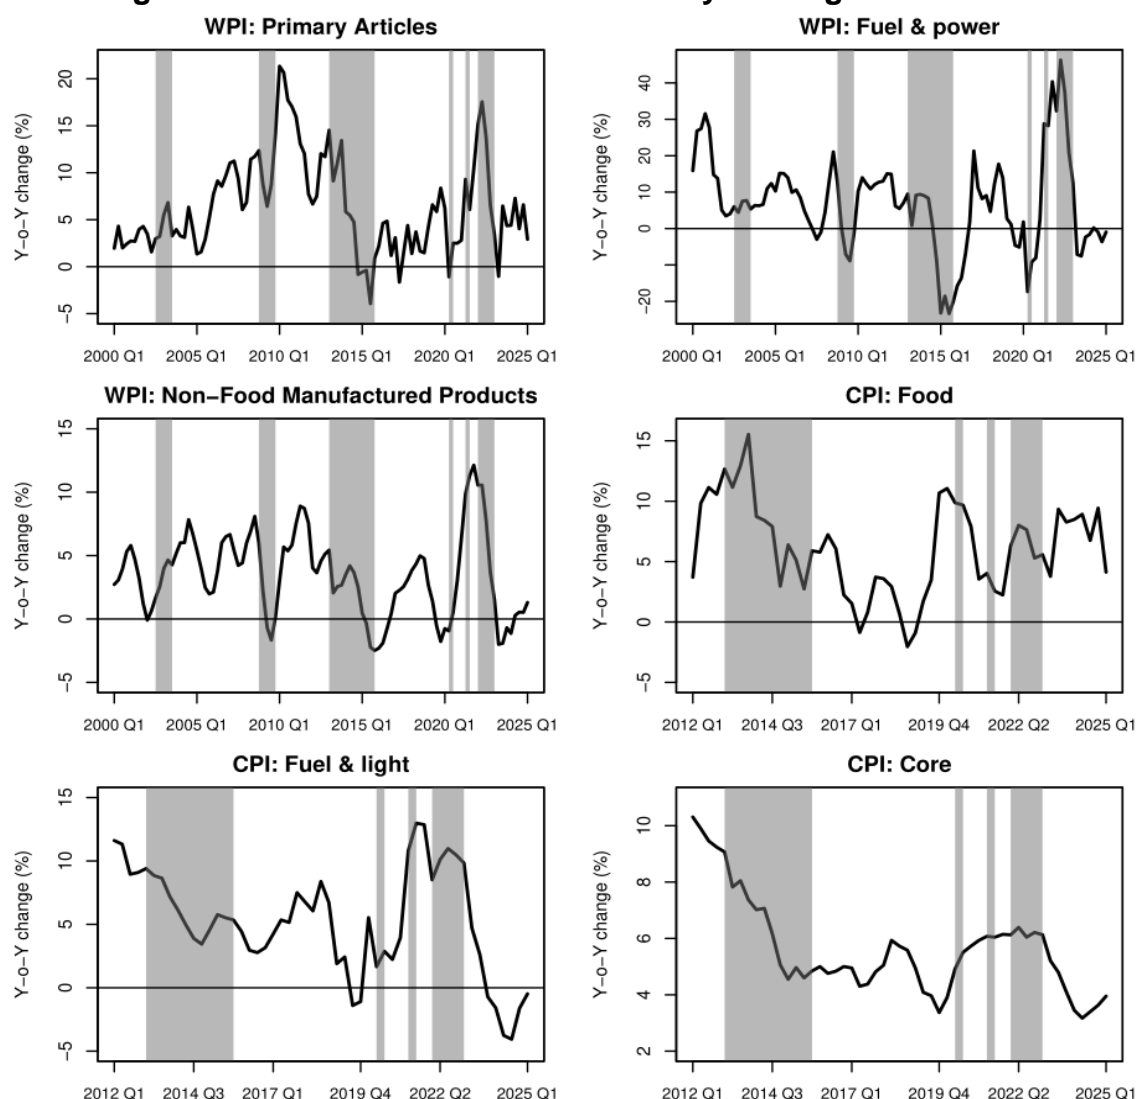 WPI: Primary Articles
Y−o−Y change (%)
20
15
10
5
0
−5
2000 Q1 2005 Q1 2010 Q1 2015 Q1 2020 Q1 2025 Q1
WPI: Fuel & power
Y−o−Y change (%)
40
30
20
10
0
−20
2000 Q1 2005 Q1 2010 Q1 2015 Q1 2020 Q1 2025 Q1
WPI: Non−Food Manufactured Products
Y−o−Y change (%)
15
10
5
0
−5
2000 Q1 2005 Q1 2010 Q1 2015 Q1 2020 Q1 2025 Q1
CPI: Food
Y−o−Y change (%)
15
10
5
0
−5
2012 Q1 2014 Q3 2017 Q1 2019 Q4 2022 Q2 2025 Q1
CPI: Fuel & light
Y−o−Y change (%)
15
10
5
0
−5
2012 Q1 2014 Q3 2017 Q1 2019 Q4 2022 Q2 2025 Q1
CPI: Core
Y−o−Y change (%)
10
8
6
4
2
2012 Q1 2014 Q3 2017 Q1 2019 Q4 2022 Q2 2025 Q1